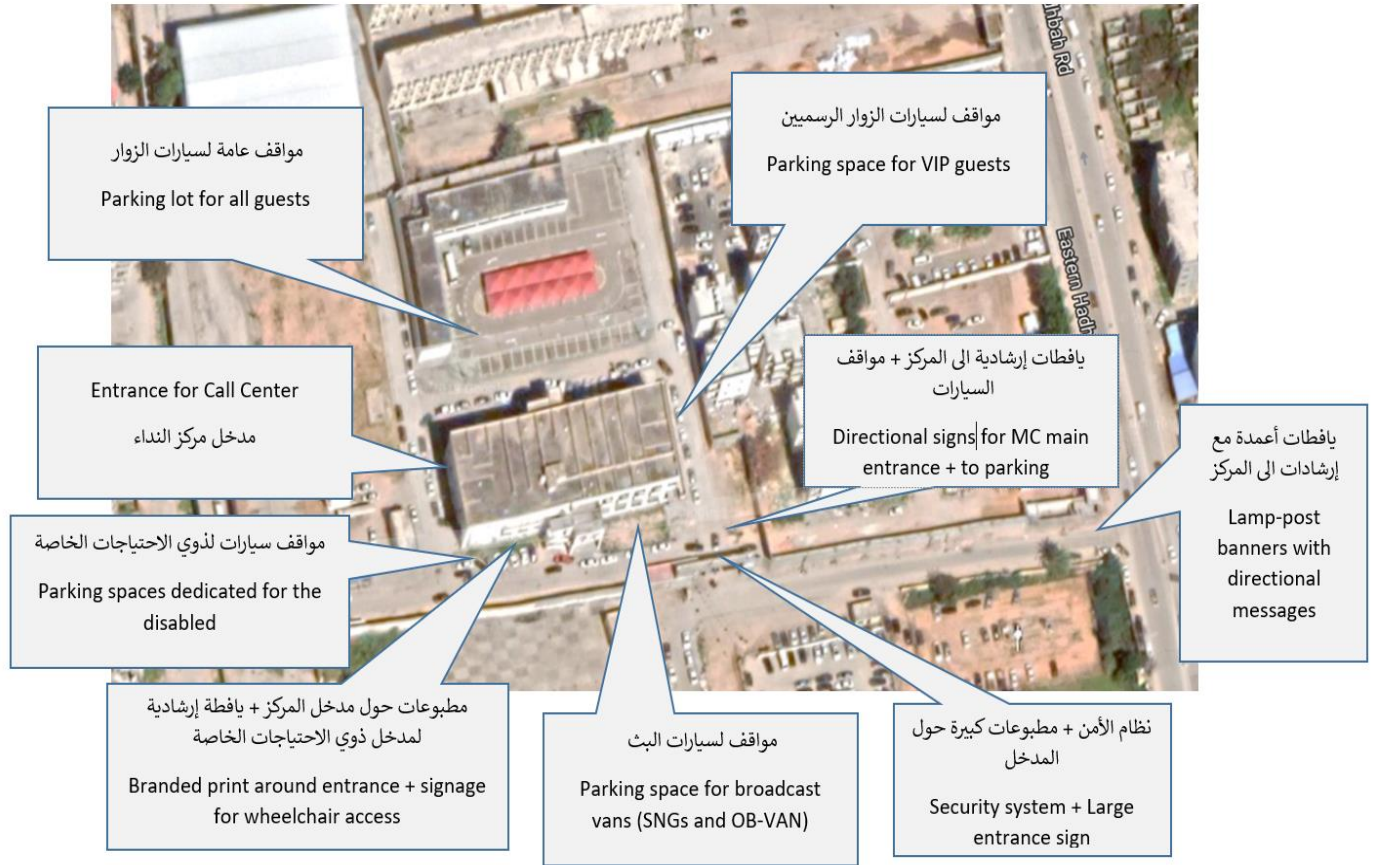 hbah Rd
مواقف عامة لسيارات الزوار
Parking lot for all guests
مواقف لسيارات الزوار الرسميين
Parking space for VIP guests
Eastern Hadh
Entrance for Call Center
مدخل مركز النداء
يافطات إرشادية الى المركز + مواقف
السيارات
Directional signs for MC main
entrance + to parking
يافطات أعمدة مع
إرشادات الى المركز
Lamp-post
banners with
directional
messages
مواقف سيارات لذوي الاحتياجات الخاصة
Parking spaces dedicated for the
disabled
مطبوعات حول مدخل المركز + يافطة إرشادية
لمدخل ذوي الاحتياجات الخاصة
Branded print around entrance + signage
for wheelchair access
مواقف لسيارات البث
Parking space for broadcast
vans (SNGs and OB-VAN)
نظام الأمن + مطبوعات كبيرة حول
المدخل
Security system + Large
entrance sign